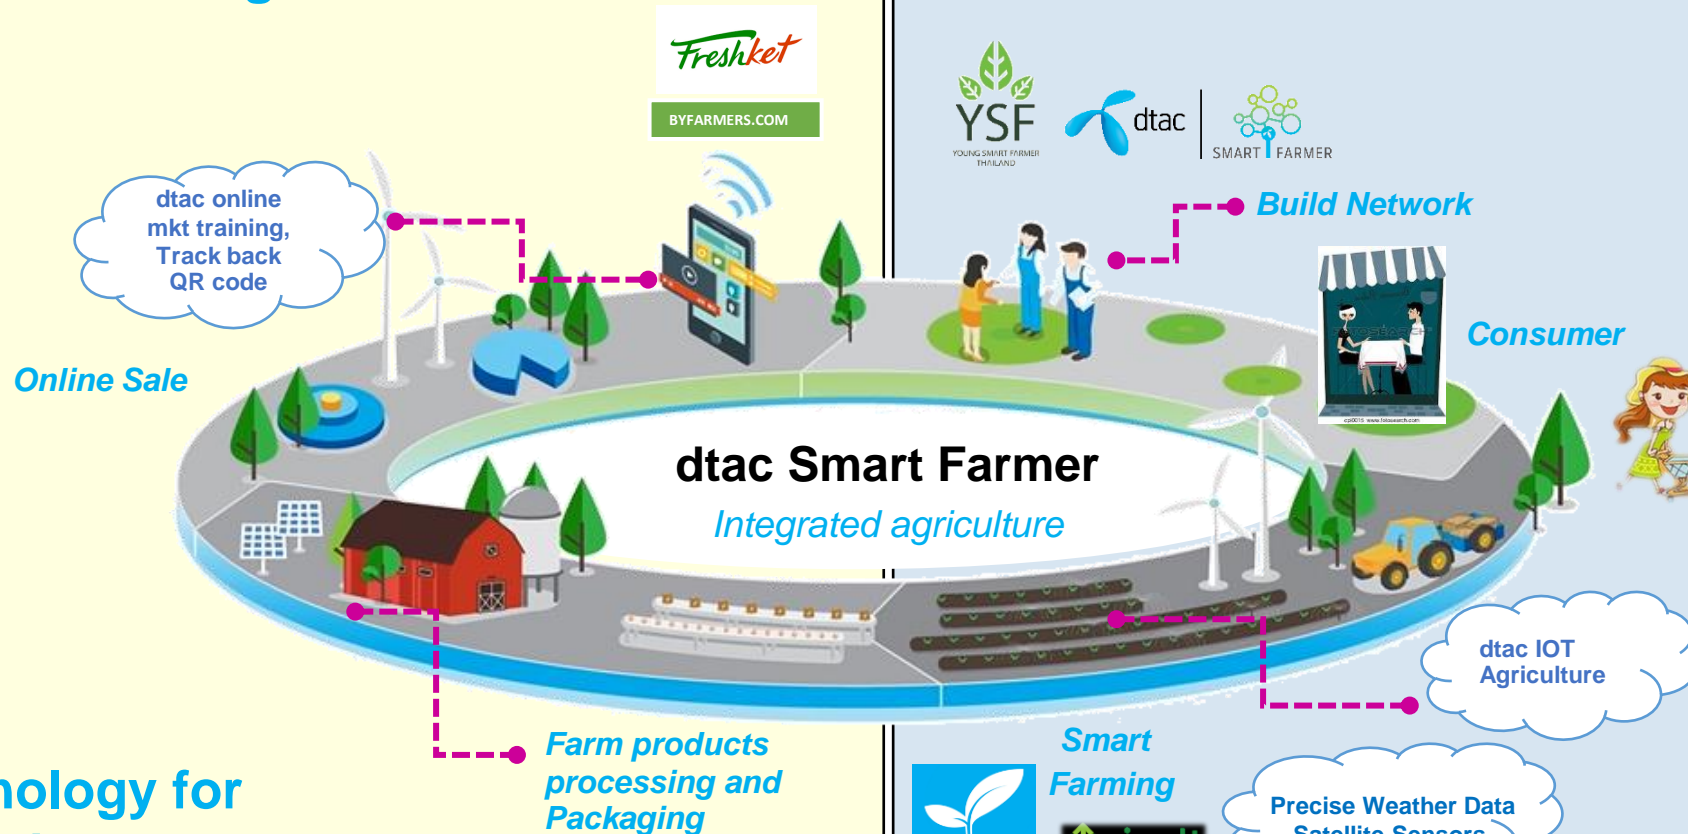 Freshket
BYFARMERS.COM
YSF
YOUNG SMART FARMER
THAILAND
dtac
SMART FARMER
dtac online
mkt training,
Track back
QR code
Build Network
Consumer
Online Sale
dtac Smart Farmer
Integrated agriculture
dtac IOT
Agriculture
Farm products
processing and
Packaging
Smart
Farming
nology for
Precise Weather Data
Satellite Sensors